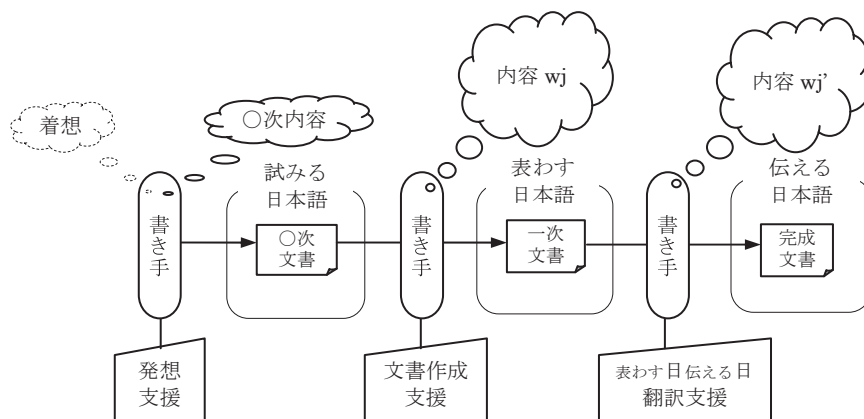 着想
〇次内容
内容 wj
内容 wj’
試みる
日本語
表わす
日本語
伝える
日本語
書き手
〇次
文書
書き手
一次
文書
書き手
完成
文書
発想
支援
文書作成
支援
表わす日伝える日
翻訳支援